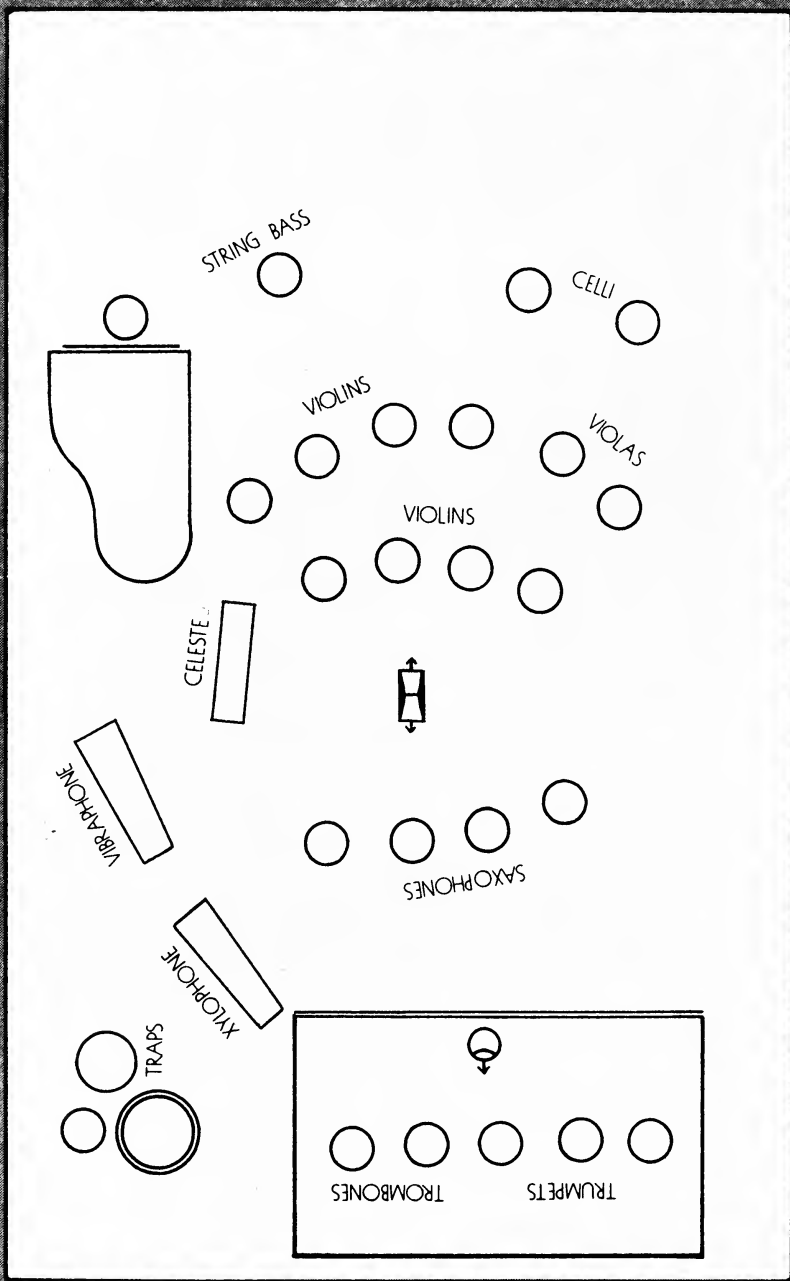 STRING BASS
CELLI
VIOLINS
VIOLAS
VIOLINS
CELESTE
VIBRAPHONE
SAXOPHONES
XYLOPHONE
TRAPS
TROMBONES
TRUMPETS